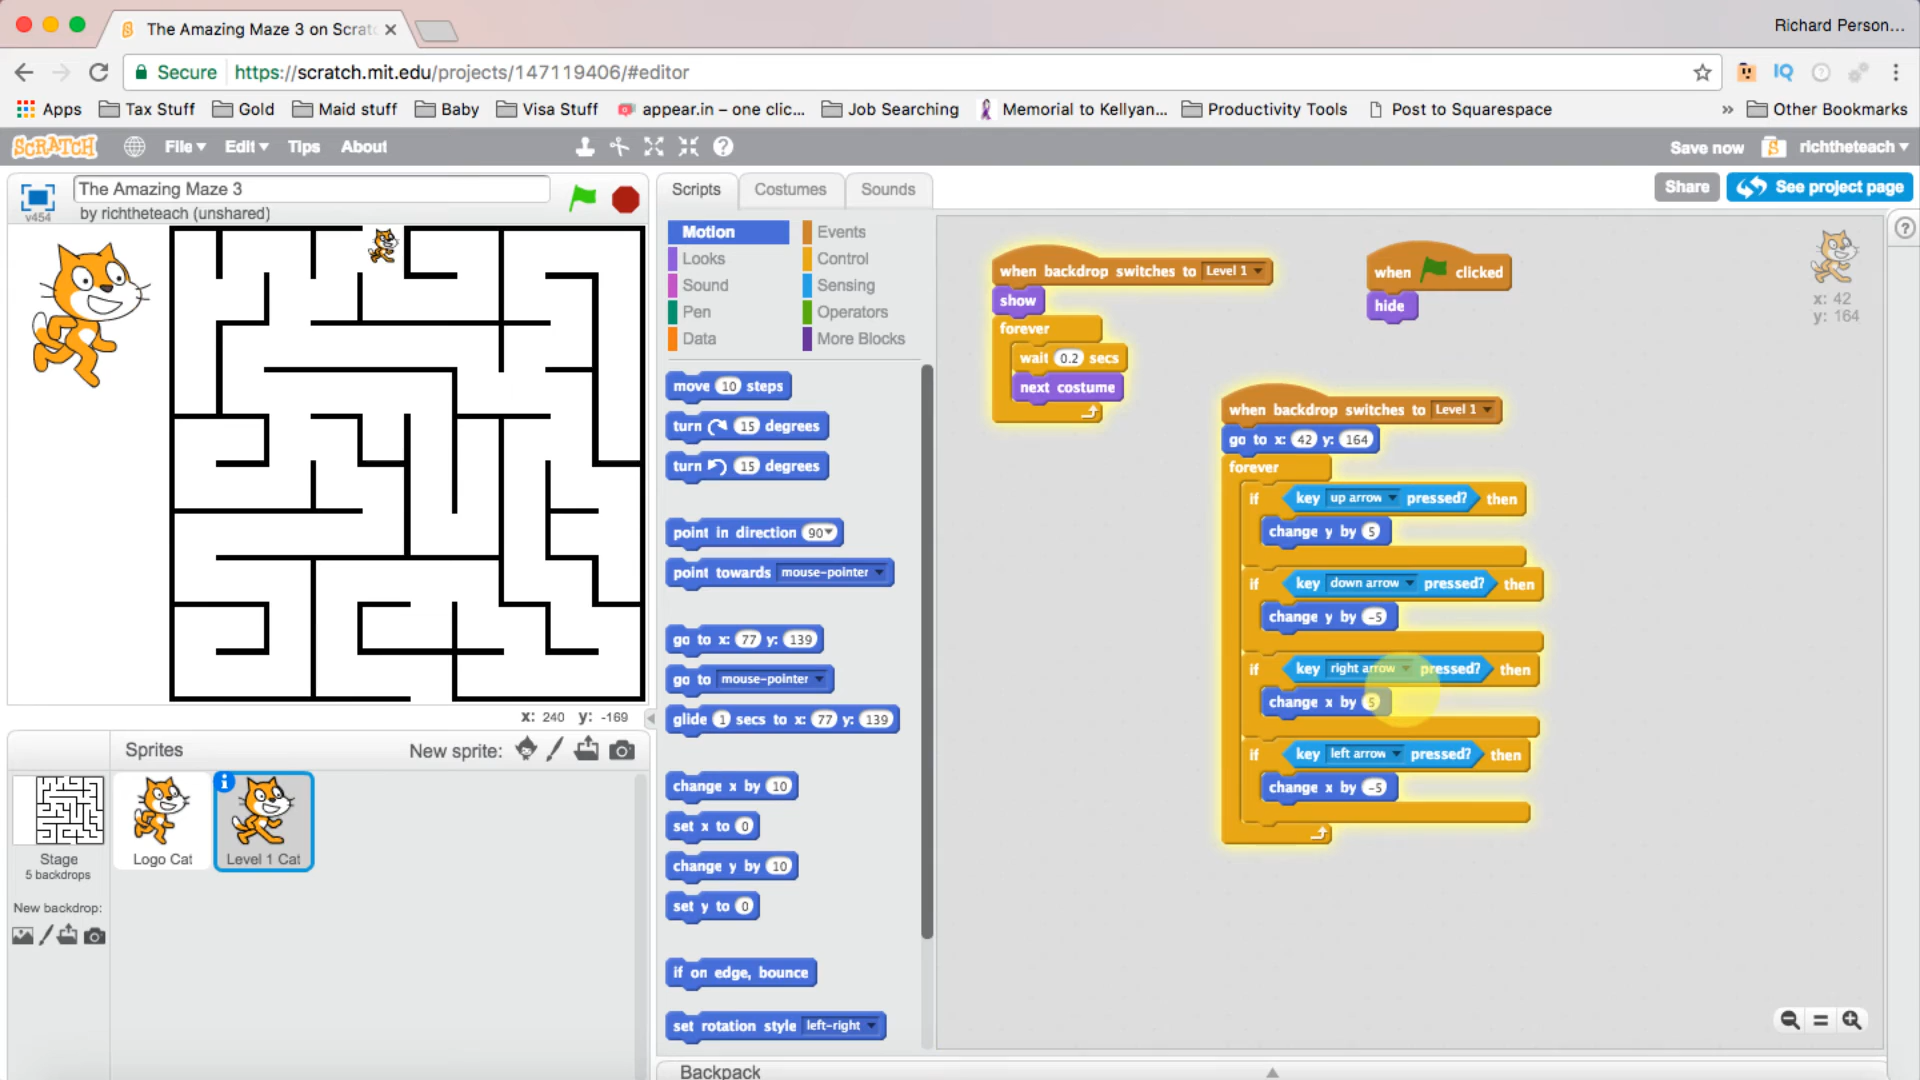 The Amazing Maze 3 on Scratc
Richard Person...
Secure
https://scratch.mit.edu/projects/147119406/#editor
IQ
Apps
Tax Stuff
Gold
Maid stuff
Baby
Visa Stuff
appear.in – one clic...
Job Searching
Memorial to Kellyan...
Productivity Tools
Post to Squarespace
»
Other Bookmarks
SCRATCH
File
Edit
Tips
About
Save now
richtheteach
v454
The Amazing Maze 3
by richtheteach (unshared)
Scripts
Costumes
Sounds
Share
See project page
Motion
Looks
Sound
Pen
Data
Events
Control
Sensing
Operators
More Blocks
move 10 steps
turn 15 degrees
turn 15 degrees
point in direction 90
point towards mouse-pointer
go to x: 77 y: 139
go to mouse-pointer
glide 1 secs to x: 77 y: 139
change x by 10
set x to 0
change y by 10
set y to 0
if on edge, bounce
set rotation style left-right
when backdrop switches to Level 1
show
forever
wait 0.2 secs
next costume
when clicked
hide
x: 42
y: 164
when backdrop switches to Level 1
go to x: 42 y: 164
forever
if key up arrow pressed? then
change y by 5
if key down arrow pressed? then
change y by -5
if key right arrow pressed? then
change x by 5
if key left arrow pressed? then
change x by -5
x: 240 y: -169
Sprites
New sprite:
Stage
5 backdrops
New backdrop:
Logo Cat
Level 1 Cat
Backpack